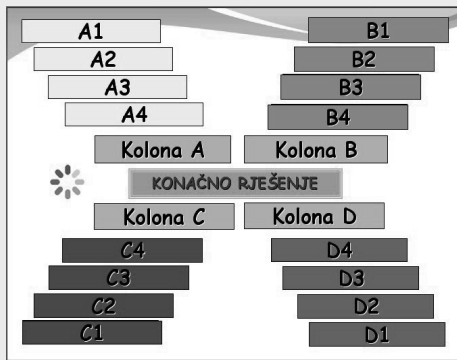 A1 B1
A2 B2
A3 B3
A4 B4
Kolona A Kolona B
KONAČNO RJEŠENJE
Kolona C Kolona D
C4 D4
C3 D3
C2 D2
C1 D1